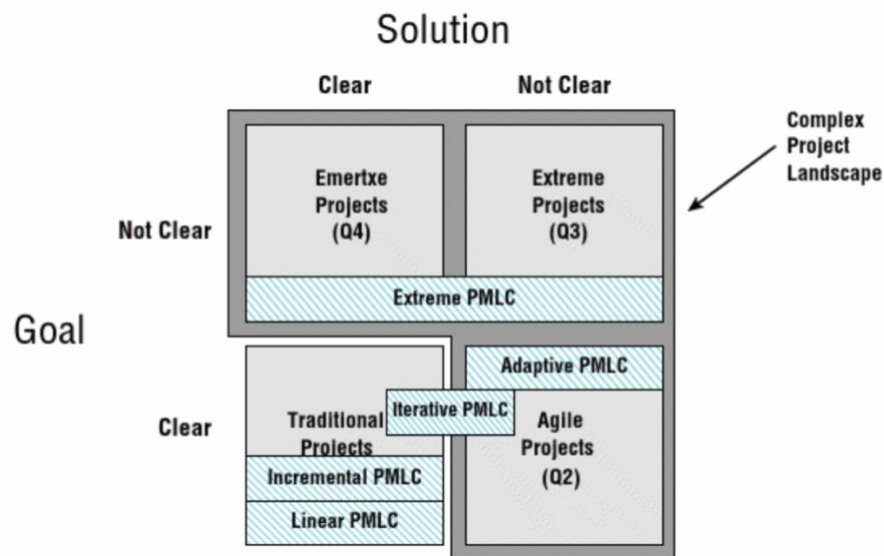 Solution
Clear
Not Clear
Complex
Project
Landscape
Emertxe
Projects
(Q4)
Extreme
Projects
(Q3)
Not Clear
Extreme PMLC
Goal
Adaptive PMLC
Iterative PMLC
Clear
Traditional
Projects
Agile
Projects
(Q2)
Incremental PMLC
Linear PMLC